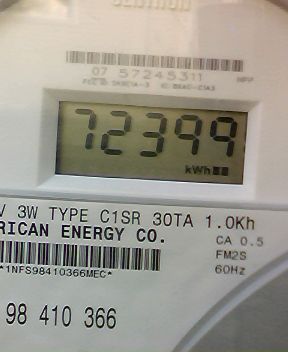 CENTRON
07 57245311
72399
kWh
V 3W TYPE C1SR 30TA 1.0Kh
RICAN ENERGY CO.
CA 0.5
*1NFS98410366MEC*
FM2S
60Hz
98 410 366